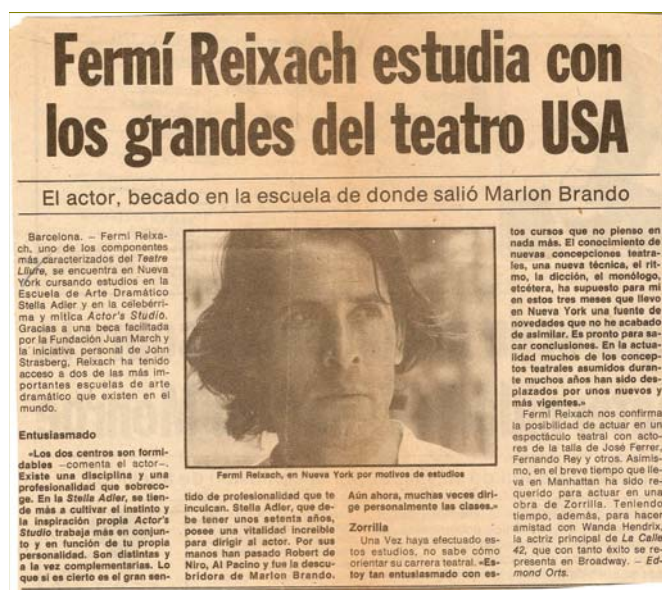 Fermí Reixach estudia con
los grandes del teatro USA
El actor, becado en la escuela de donde salió Marlon Brando
Barcelona. — Fermí Reixa-
ch, uno de los componentes
más caracterizados del Teatre
Lliure, se encuentra en Nueva
York cursando estudios en la
Escuela de Arte Dramático
Stella Adler y en la celebérri-
ma y mítica Actor's Studio.
Gracias a una beca facilitada
por la Fundación Juan March y
la iniciativa personal de John
Strasberg, Reixach ha tenido
acceso a dos de las más im-
portantes escuelas de arte
dramático que existen en el
mundo.
Entusiasmado
«Los dos centros son formi-
dables —comenta el actor—.
Existe una disciplina y una
profesionalidad que sobreco-
ge. En la Stella Adler, se tien-
de más a cultivar el instinto y
la inspiración propia Actor's
Studio trabaja más en conjun-
to y en función de tu propia
personalidad. Son distintas y
a la vez complementarias. Lo
que si es cierto es el gran sen-
Fermí Reixach, en Nueva York por motivos de estudios
tido de profesionalidad que te
inculcan. Stella Adler, que de-
be tener unos setenta años,
posee una vitalidad increíble
para dirigir al actor. Por sus
manos han pasado Robert de
Niro, Al Pacino y fue la descu-
bridora de Marlon Brando.
Aún ahora, muchas veces diri-
ge personalmente las clases.»
Zorrilla
Una Vez haya efectuado es-
tos estudios, no sabe cómo
orientar su carrera teatral. «Es-
toy tan entusiasmado con es-
tos cursos que no pienso en
nada más. El conocimiento de
nuevas concepciones teatra-
les, una nueva técnica, el rit-
mo, la dicción, el monólogo,
etcétera, ha supuesto para mi
en estos tres meses que llevo
en Nueva York una fuente de
novedades que no he acabado
de asimilar. Es pronto para sa-
car conclusiones. En la actua-
lidad muchos de los concep-
tos teatrales asumidos duran-
te muchos años han sido des-
plazados por unos nuevos y
más vigentes.»
Fermí Reixach nos confirma
la posibilidad de actuar en un
espectáculo teatral con acto-
res de la talla de José Ferrer,
Fernando Rey y otros. Asimis-
mo, en el breve tiempo que lle-
va en Manhattan ha sido re-
querido para actuar en una
obra de Zorrilla. Teniendo
tiempo, además, para hacer
amistad con Wanda Hendrix,
la actriz principal de La Calle
42, que con tanto éxito se re-
presenta en Broadway. — Ed-
mond Orts.